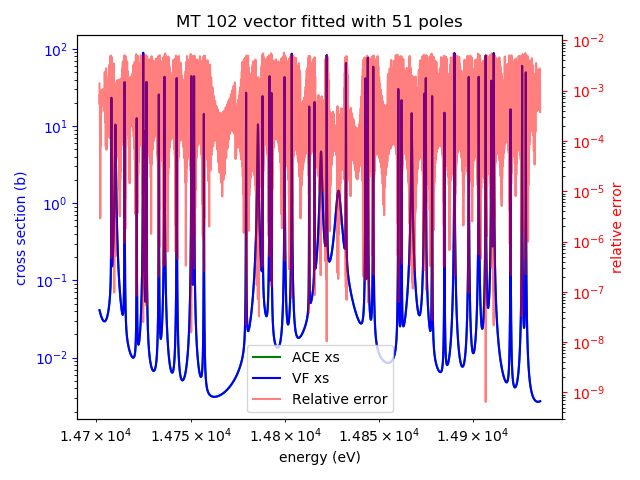 MT 102 vector fitted with 51 poles
cross section (b)
10²
10¹
10⁰
10⁻¹
10⁻²
10⁻²
10⁻³
10⁻⁴
10⁻⁵
10⁻⁶
10⁻⁷
10⁻⁸
10⁻⁹
relative error
ACE xs
VF xs
Relative error
1.47×10⁴ 1.475×10⁴ 1.48×10⁴ 1.485×10⁴ 1.49×10⁴
energy (eV)